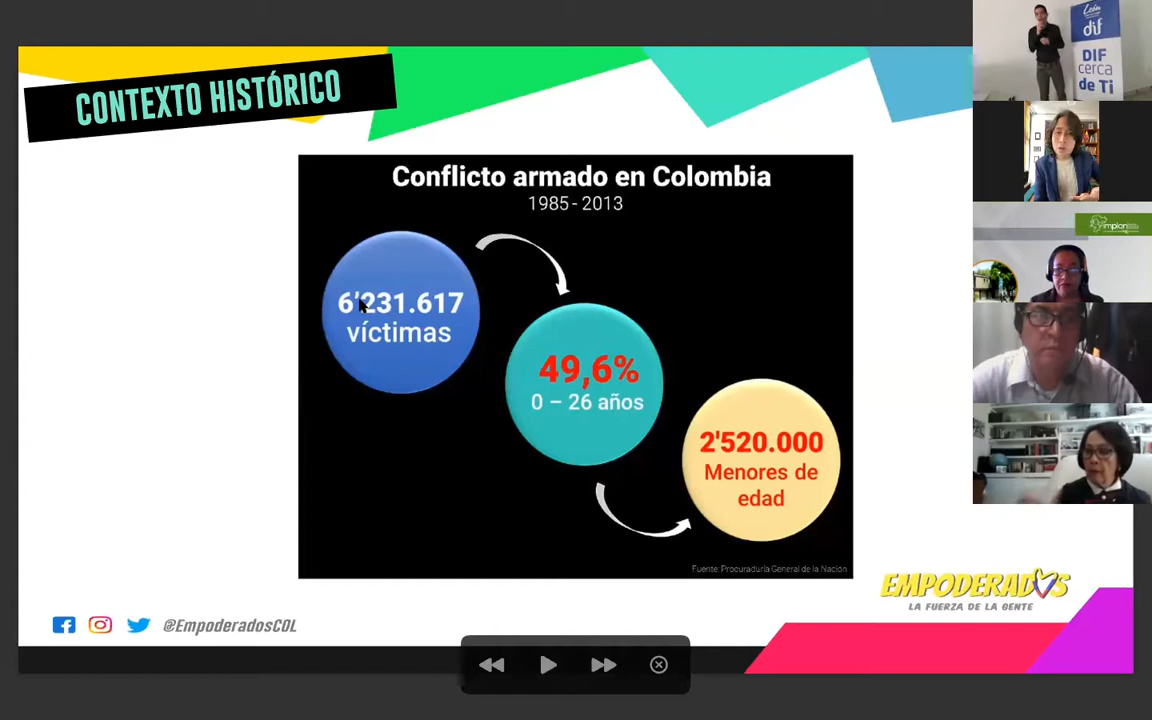 CONTEXTO HISTÓRICO
Conflicto armado en Colombia
1985 - 2013
6'231.617
víctimas
49,6%
0 – 26 años
2'520.000
Menores de
edad
Fuente: Procuraduría General de la Nación
EMPODERADOS
LA FUERZA DE LA GENTE
@EmpoderadosCOL
León
dif
DIF
cerca
de Ti
implan